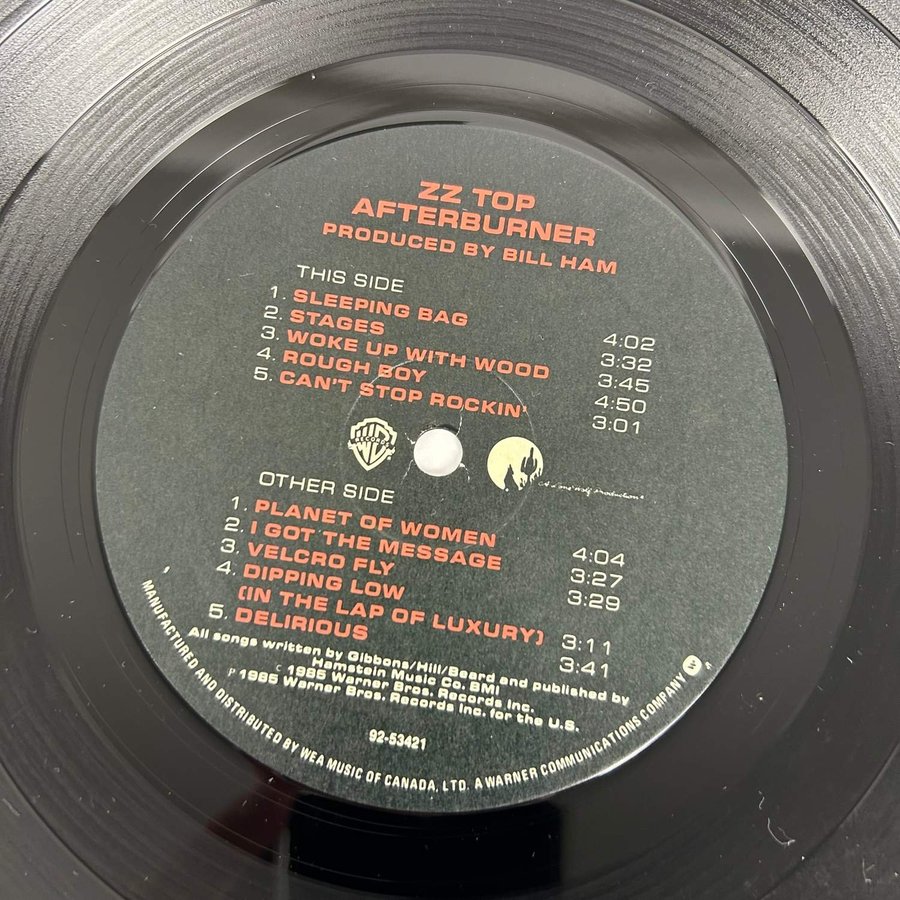 ZZ TOP
AFTERBURNER
PRODUCED BY BILL HAM
THIS SIDE
1. SLEEPING BAG 4:02
2. STAGES 3:32
3. WOKE UP WITH WOOD 3:45
4. ROUGH BOY 4:50
5. CAN'T STOP ROCKIN' 3:01
WB
RECORDS
A Lone Wolf Production
OTHER SIDE
1. PLANET OF WOMEN 4:04
2. I GOT THE MESSAGE 3:27
3. VELCRO FLY 3:29
4. DIPPING LOW
(IN THE LAP OF LUXURY) 3:11
5. DELIRIOUS 3:41
All songs written by Gibbons/Hill/Beard and published by
Hamstein Music Co. BMI
C 1985 Warner Bros. Records Inc.
P 1985 Warner Bros. Records Inc. for the U.S.
92-53421
MANUFACTURED AND DISTRIBUTED BY WEA MUSIC OF CANADA, LTD. A WARNER COMMUNICATIONS COMPANY